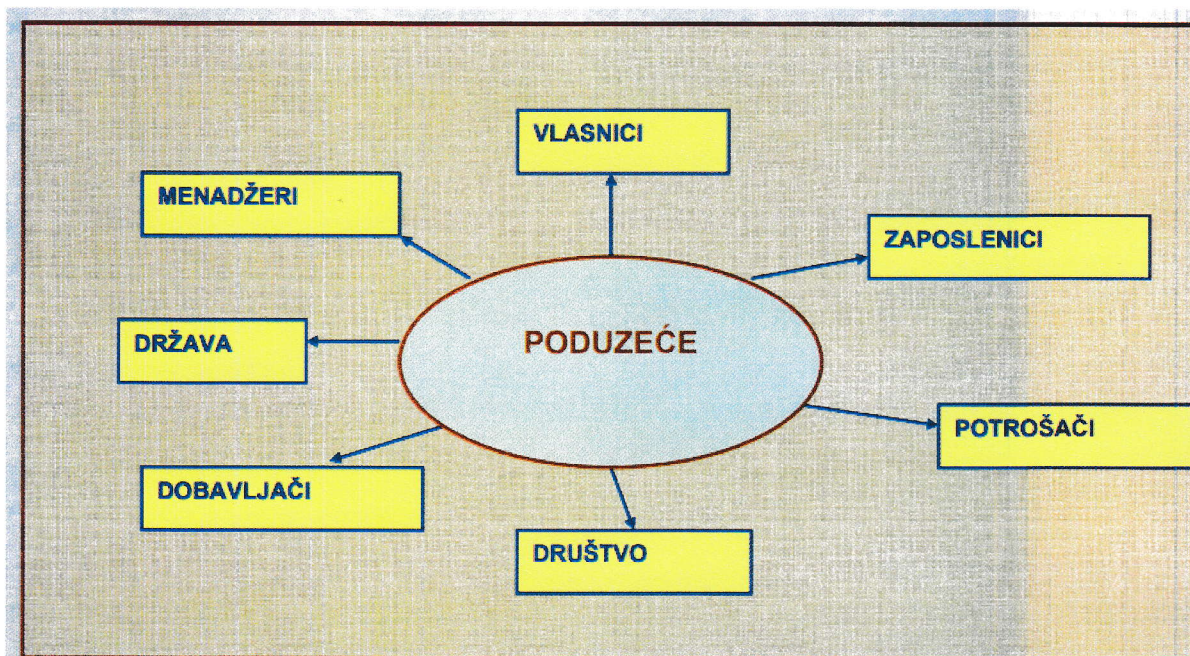 VLASNICI
MENADŽERI
ZAPOSLENICI
PODUZEĆE
DRŽAVA
POTROŠAČI
DOBAVLJAČI
DRUŠTVO